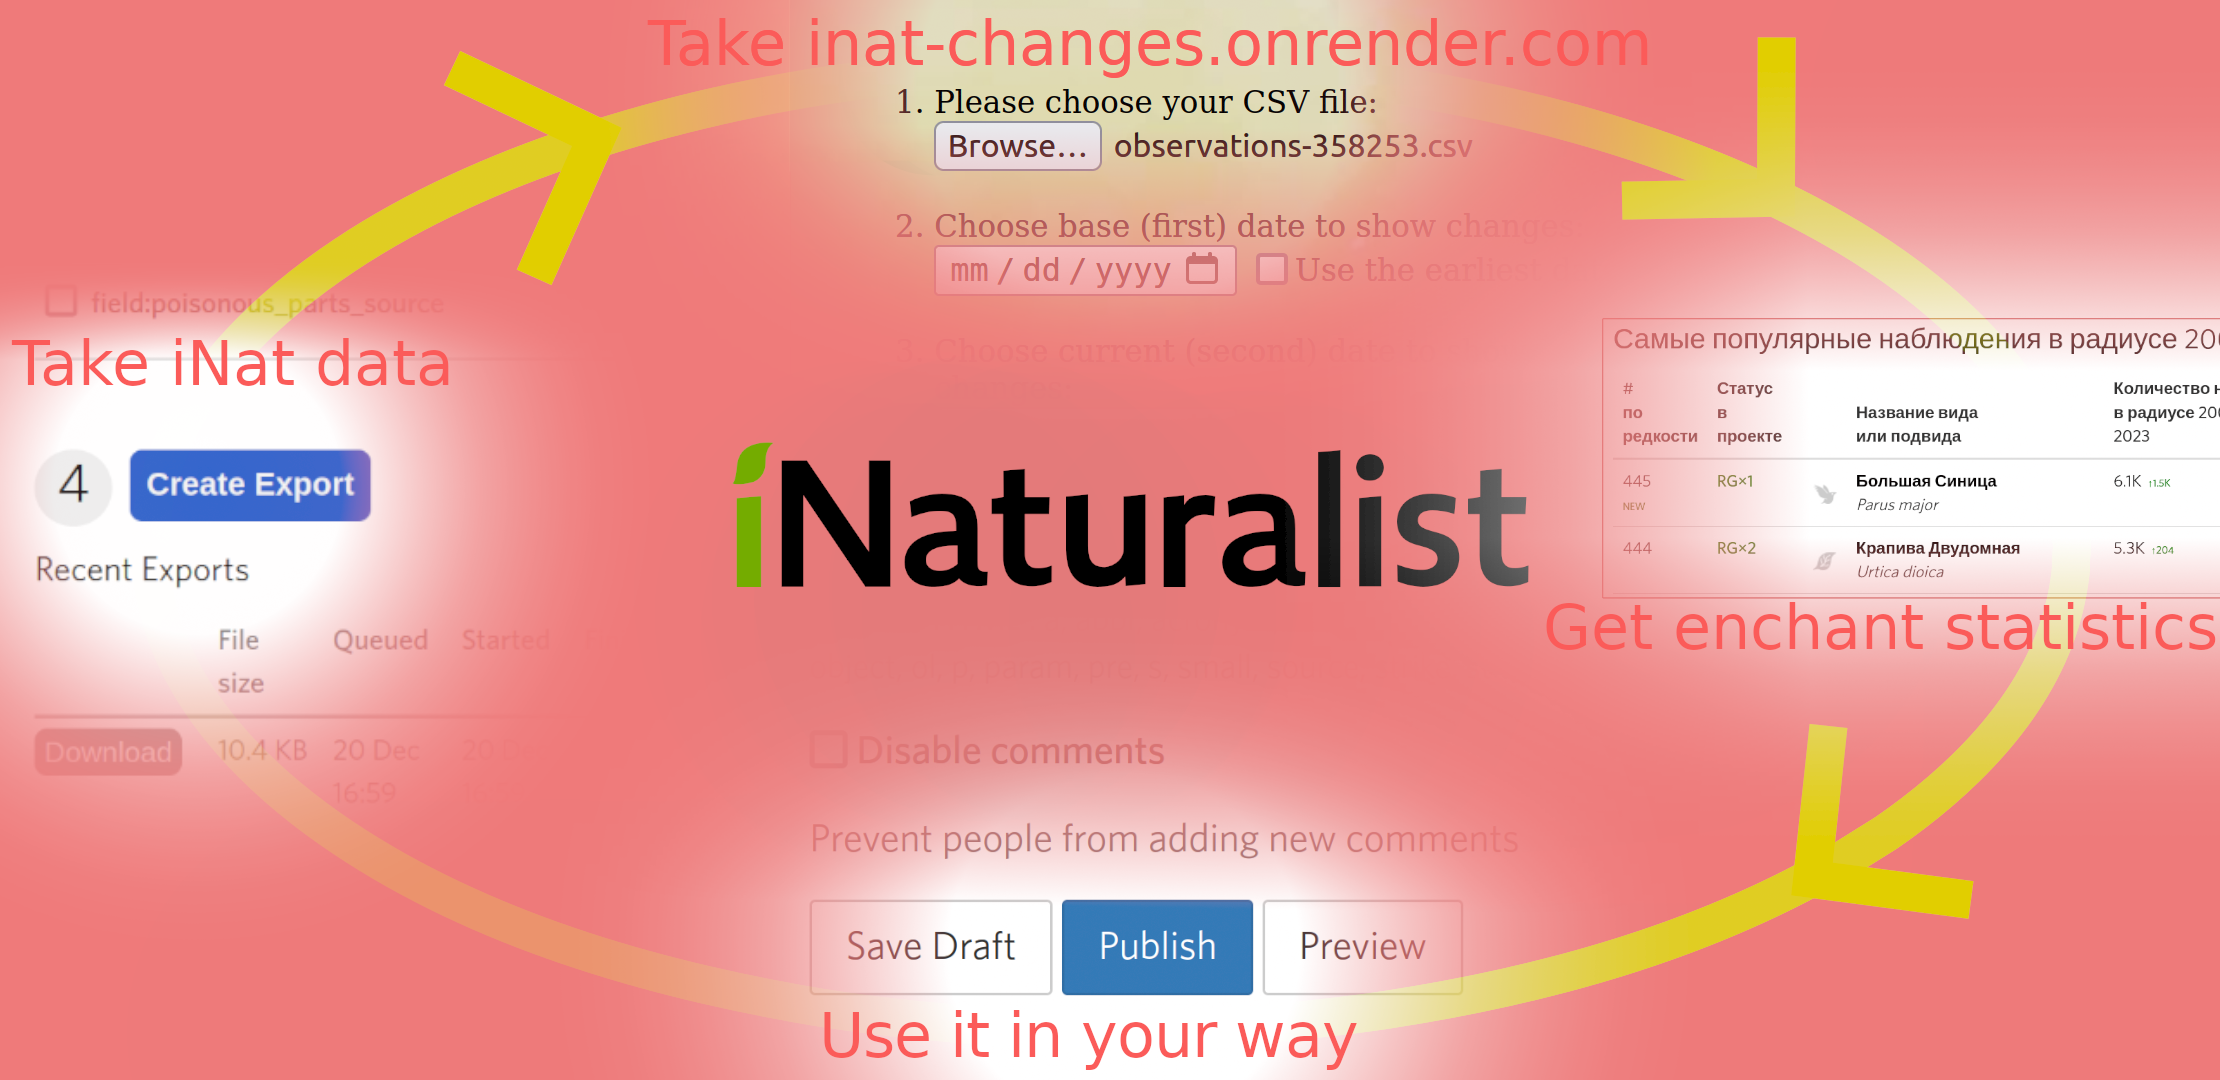 Take inat-changes.onrender.com
1. Please choose your CSV file:
Browse... observations-358253.csv
2. Choose base (first) date to show changes:
mm / dd / yyyy Use the earliest
3. Choose current (second) date
field:poisonous_parts_source
Take iNat data
4 Create Export
Recent Exports
File size Queued Started
Download 10.4 KB 20 Dec 16:59 20 De
iNaturalist
Самые популярные наблюдения в радиусе 200
# по редкости Статус в проекте Название вида или подвида Количество н в радиусе 200 2023
445 NEW RG×1 Большая Синица Parus major 6.1K ↑1.5K
444 RG×2 Крапива Двудомная Urtica dioica 5.3K ↑204
Get enchant statistics
param, pre, s, small,
Disable comments
Prevent people from adding new comments
Save Draft Publish Preview
Use it in your way